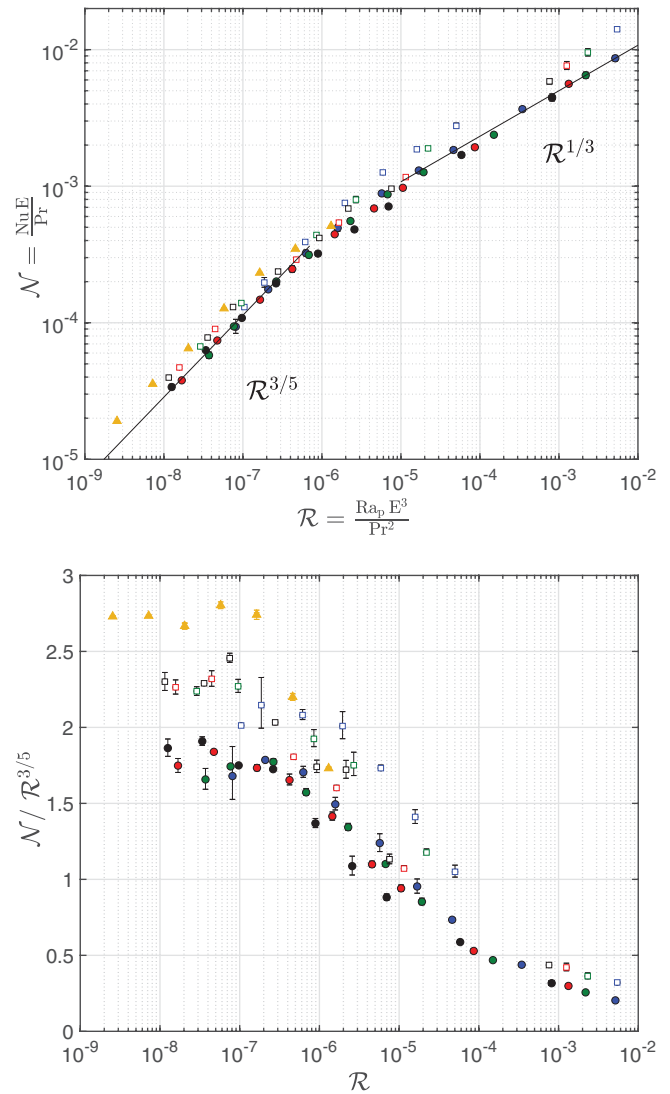 10⁻²
10⁻³
10⁻⁴
10⁻⁵
𝒩 = Nu E / Pr
ℛ^{1/3}
ℛ^{3/5}
10⁻⁹ 10⁻⁸ 10⁻⁷ 10⁻⁶ 10⁻⁵ 10⁻⁴ 10⁻³ 10⁻²
ℛ = Ra_p E³ / Pr²
3
2.5
2
1.5
1
0.5
0
𝒩 / ℛ^{3/5}
10⁻⁹ 10⁻⁸ 10⁻⁷ 10⁻⁶ 10⁻⁵ 10⁻⁴ 10⁻³ 10⁻²
ℛ